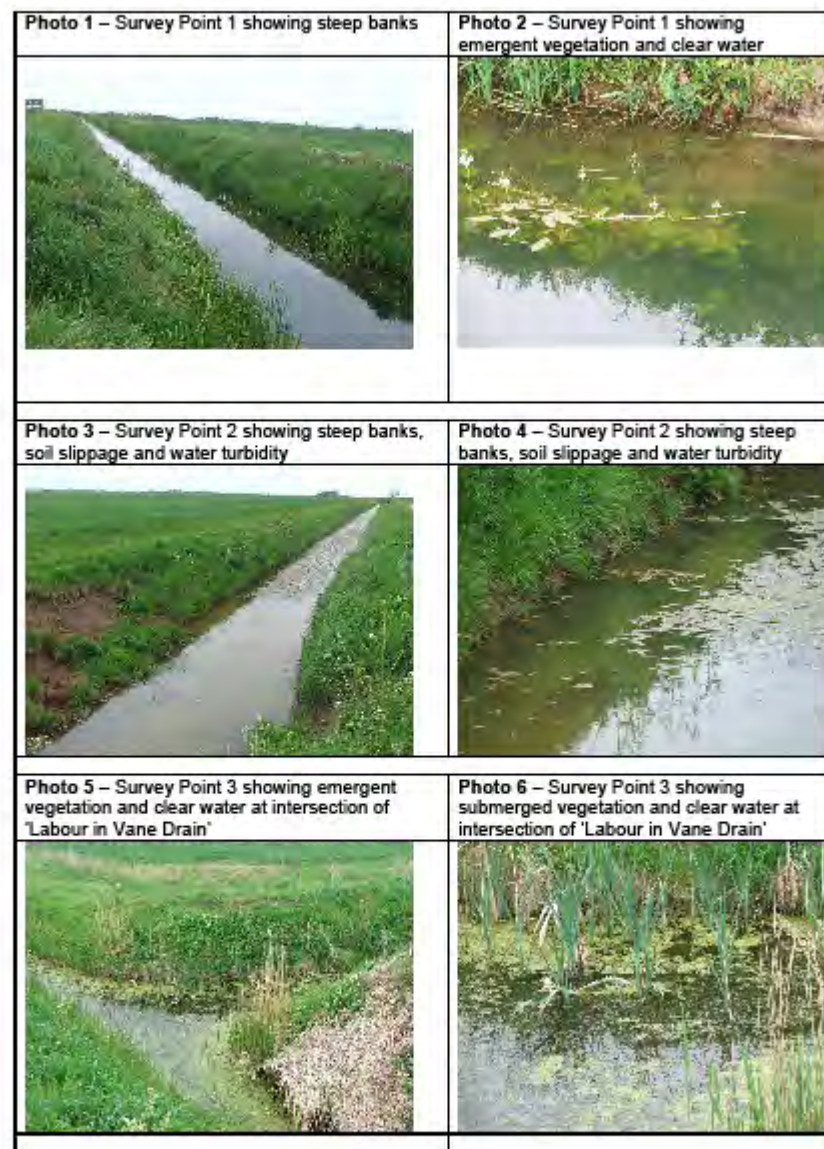 Photo 1 – Survey Point 1 showing steep banks
Photo 2 – Survey Point 1 showing
emergent vegetation and clear water
Photo 3 – Survey Point 2 showing steep banks,
soil slippage and water turbidity
Photo 4 – Survey Point 2 showing steep
banks, soil slippage and water turbidity
Photo 5 – Survey Point 3 showing emergent
vegetation and clear water at intersection of
'Labour in Vane Drain'
Photo 6 – Survey Point 3 showing
submerged vegetation and clear water at
intersection of 'Labour in Vane Drain'